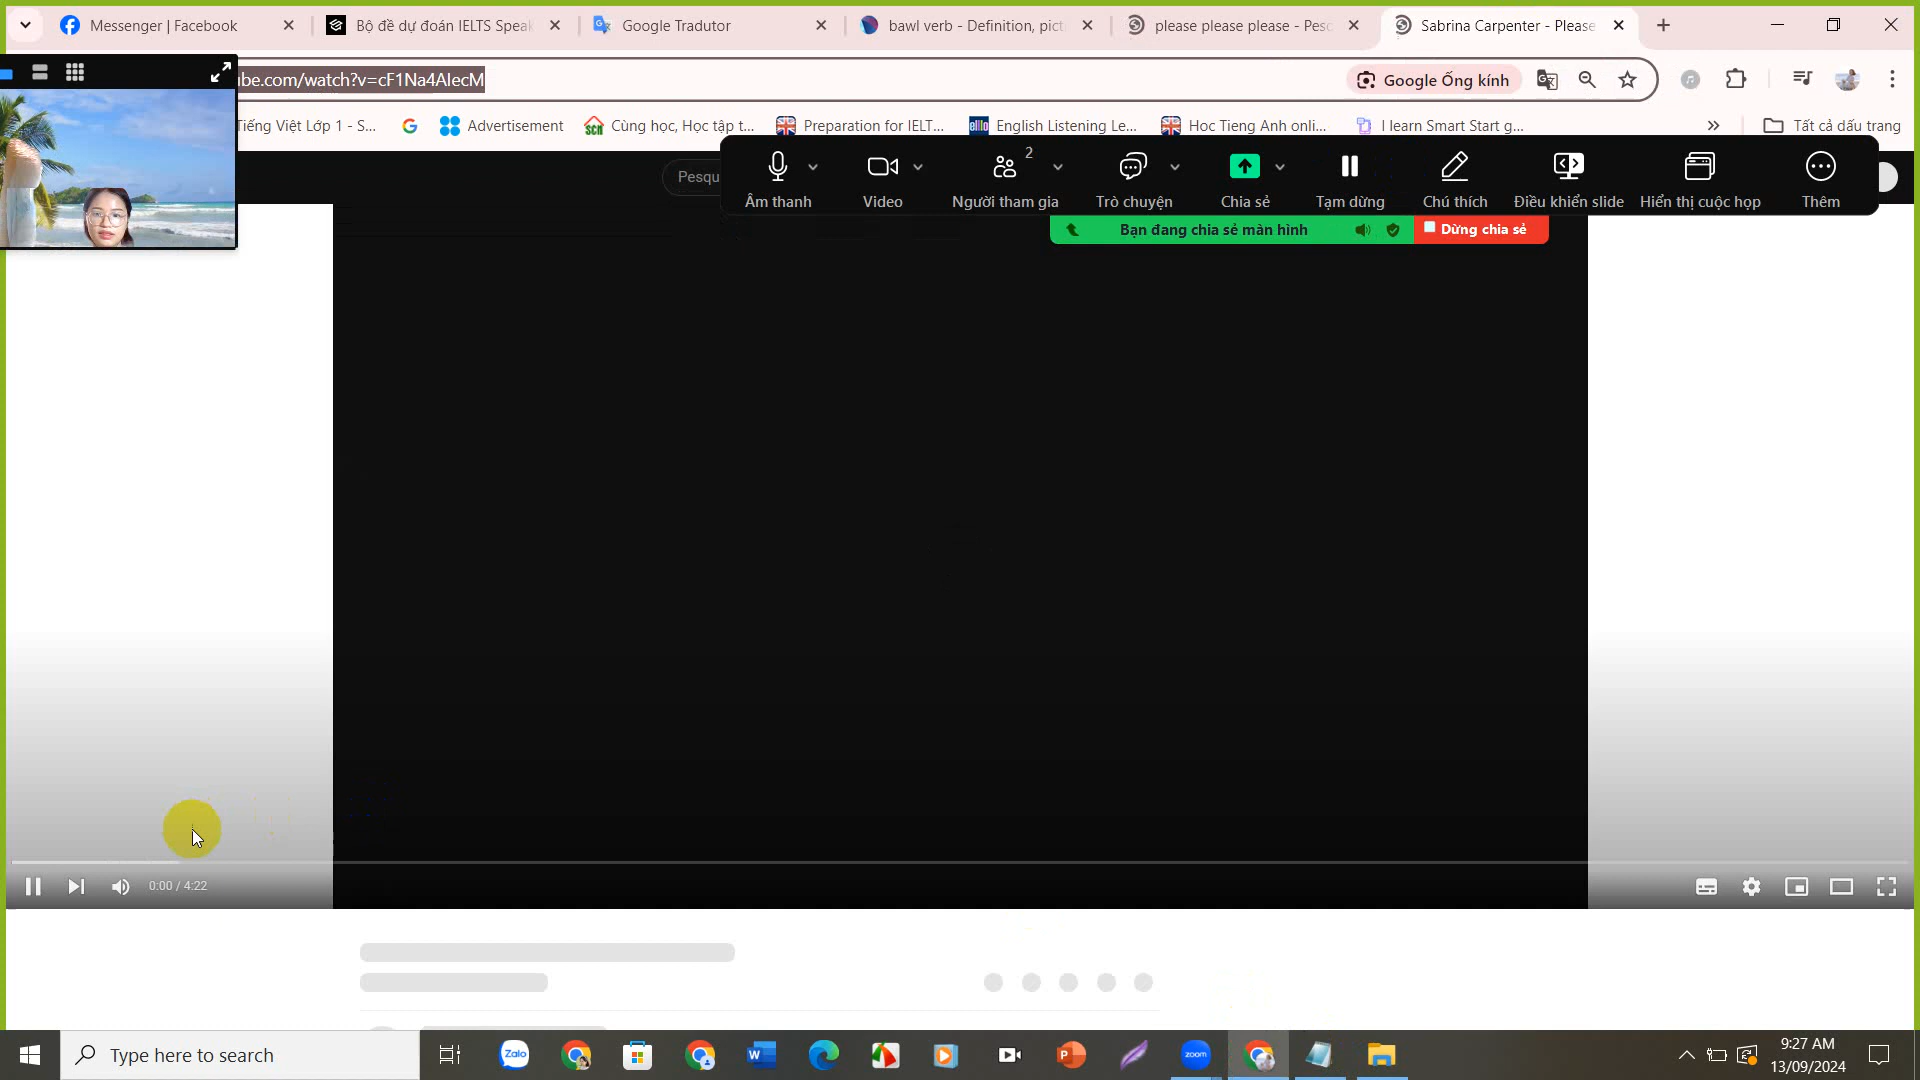 Messenger | Facebook
Bộ đề dự đoán IELTS Speak
Google Tradutor
bawl verb - Definition, pict
please please please - Pesq
Sabrina Carpenter - Please
ube.com/watch?v=cF1Na4AlecM
Google Ống kính
Tiếng Việt Lớp 1 - S...
Advertisement
Cùng học, Học tập t...
Preparation for IELT...
English Listening Le...
Hoc Tieng Anh onli...
I learn Smart Start g...
Tất cả dấu trang
Pesqu
2
Âm thanh
Video
Người tham gia
Trò chuyện
Chia sẻ
Tạm dừng
Chú thích
Điều khiển slide
Hiển thị cuộc họp
Thêm
Bạn đang chia sẻ màn hình
Dừng chia sẻ
0:00 / 4:22
Type here to search
Zalo
zoom
9:27 AM
13/09/2024